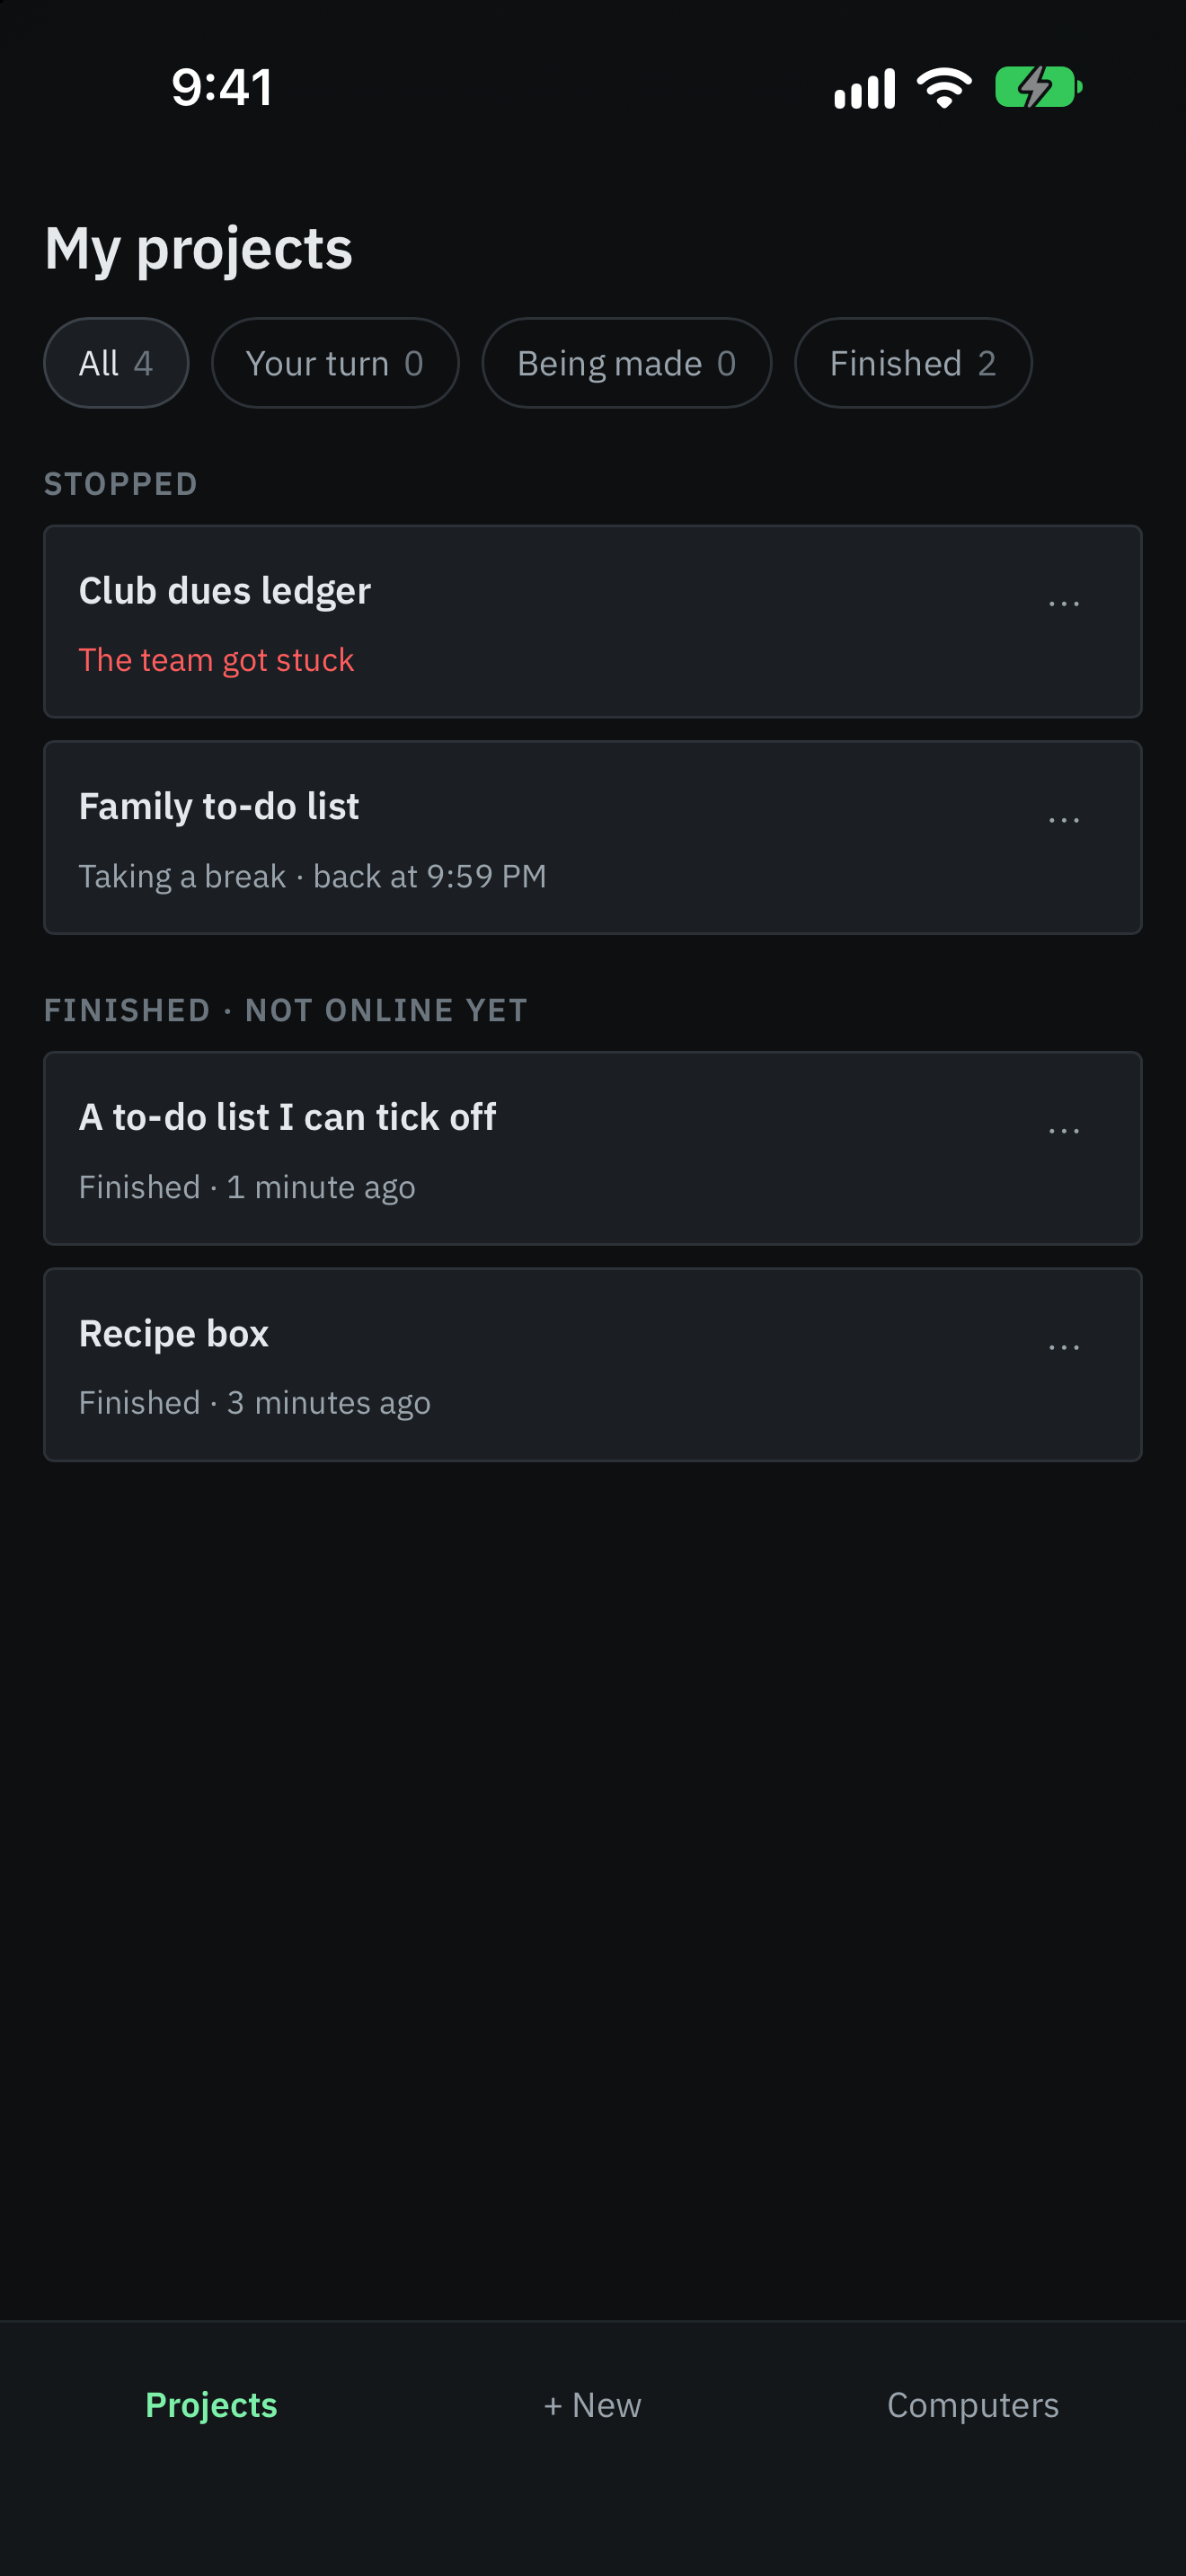 9:41
My projects
All 4
Your turn 0
Being made 0
Finished 2
STOPPED
Club dues ledger
...
The team got stuck
Family to-do list
...
Taking a break · back at 9:59 PM
FINISHED · NOT ONLINE YET
A to-do list I can tick off
...
Finished · 1 minute ago
Recipe box
...
Finished · 3 minutes ago
Projects
+ New
Computers